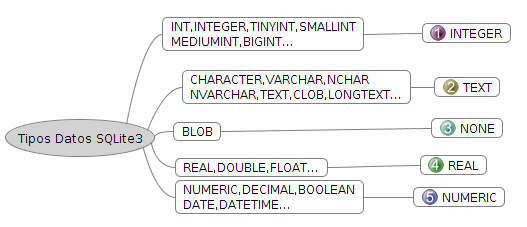 INT,INTEGER,TINYINT,SMALLINT
MEDIUMINT,BIGINT...
1 INTEGER
CHARACTER,VARCHAR,NCHAR
NVARCHAR,TEXT,CLOB,LONGTEXT...
2 TEXT
Tipos Datos SQLite3
BLOB
3 NONE
REAL,DOUBLE,FLOAT...
4 REAL
NUMERIC,DECIMAL,BOOLEAN
DATE,DATETIME...
5 NUMERIC